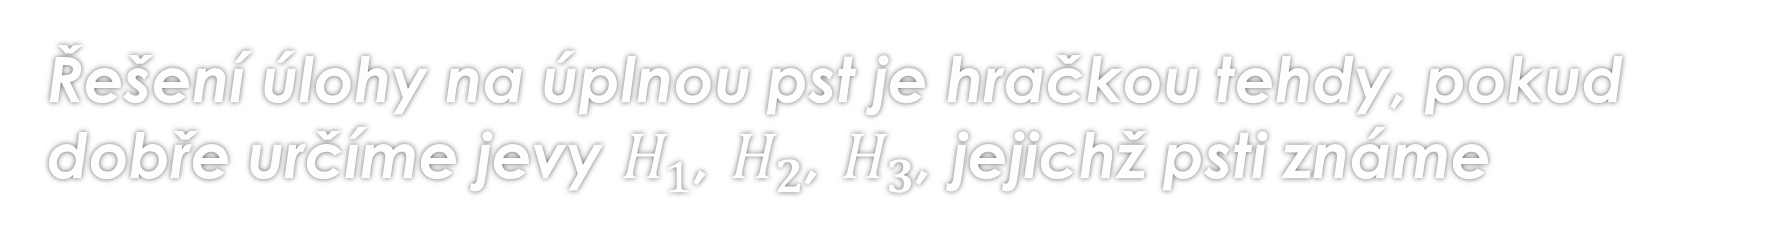 Řešení úlohy na úplnou pst je hračkou tehdy, pokud
dobře určíme jevy H₁, H₂, H₃, jejichž psti známe